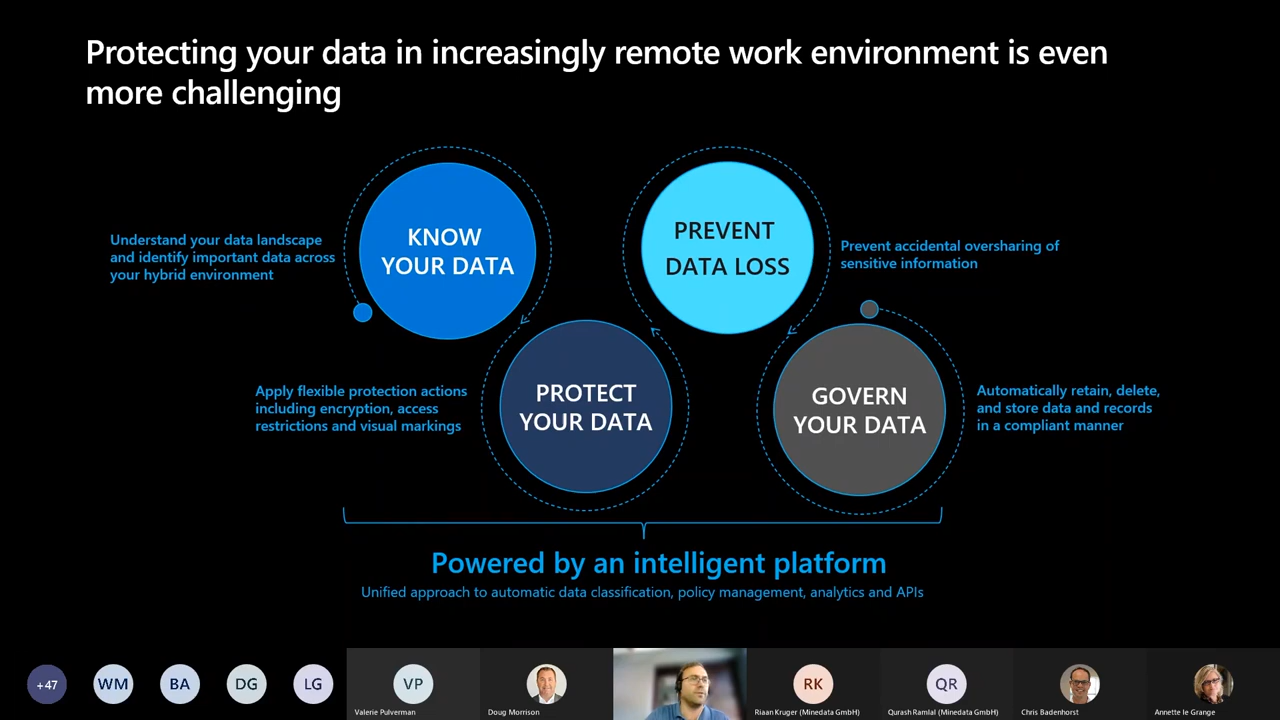 Protecting your data in increasingly remote work environment is even
more challenging
KNOW
YOUR DATA
Understand your data landscape
and identify important data across
your hybrid environment
PREVENT
DATA LOSS
Prevent accidental oversharing of
sensitive information
PROTECT
YOUR DATA
Apply flexible protection actions
including encryption, access
restrictions and visual markings
GOVERN
YOUR DATA
Automatically retain, delete,
and store data and records
in a compliant manner
Powered by an intelligent platform
Unified approach to automatic data classification, policy management, analytics and APIs
+47
WM
BA
DG
LG
VP
Valerie Pulverman
Doug Morrison
RK
Riaan Kruger (Minedata GmbH)
QR
Qurash Ramlal (Minedata GmbH)
Chris Badenhorst
Annette le Grange